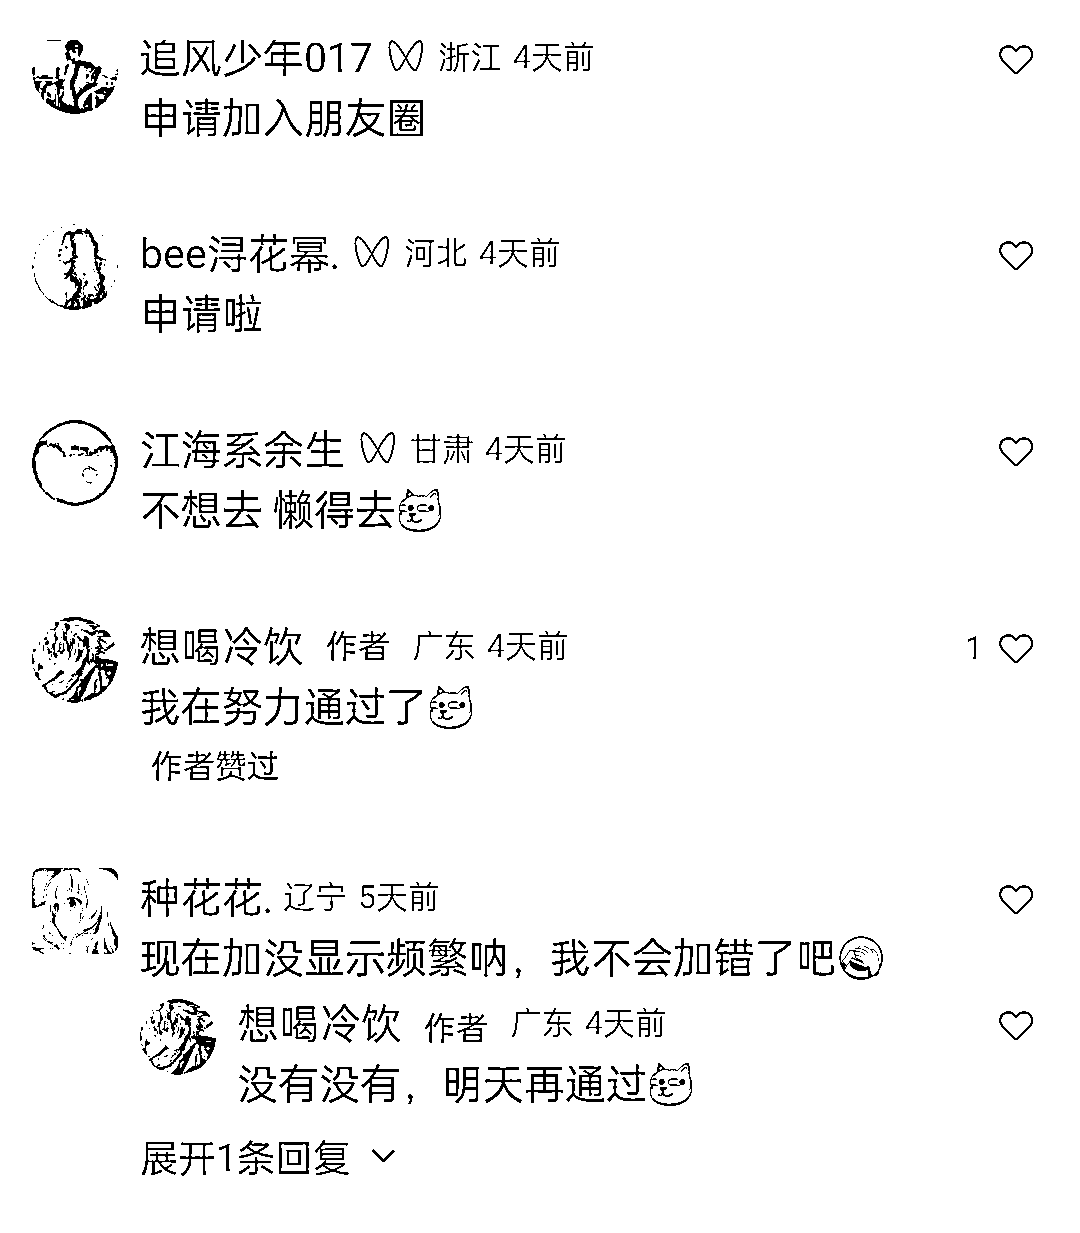 追风少年017 浙江 4天前
申请加入朋友圈
bee浔花幂. 河北 4天前
申请啦
江海系余生 甘肃 4天前
不想去 懒得去
想喝冷饮 作者 广东 4天前 1
我在努力通过了
作者赞过
种花花. 辽宁 5天前
现在加没显示频繁呐，我不会加错了吧
想喝冷饮 作者 广东 4天前
没有没有，明天再通过
展开1条回复